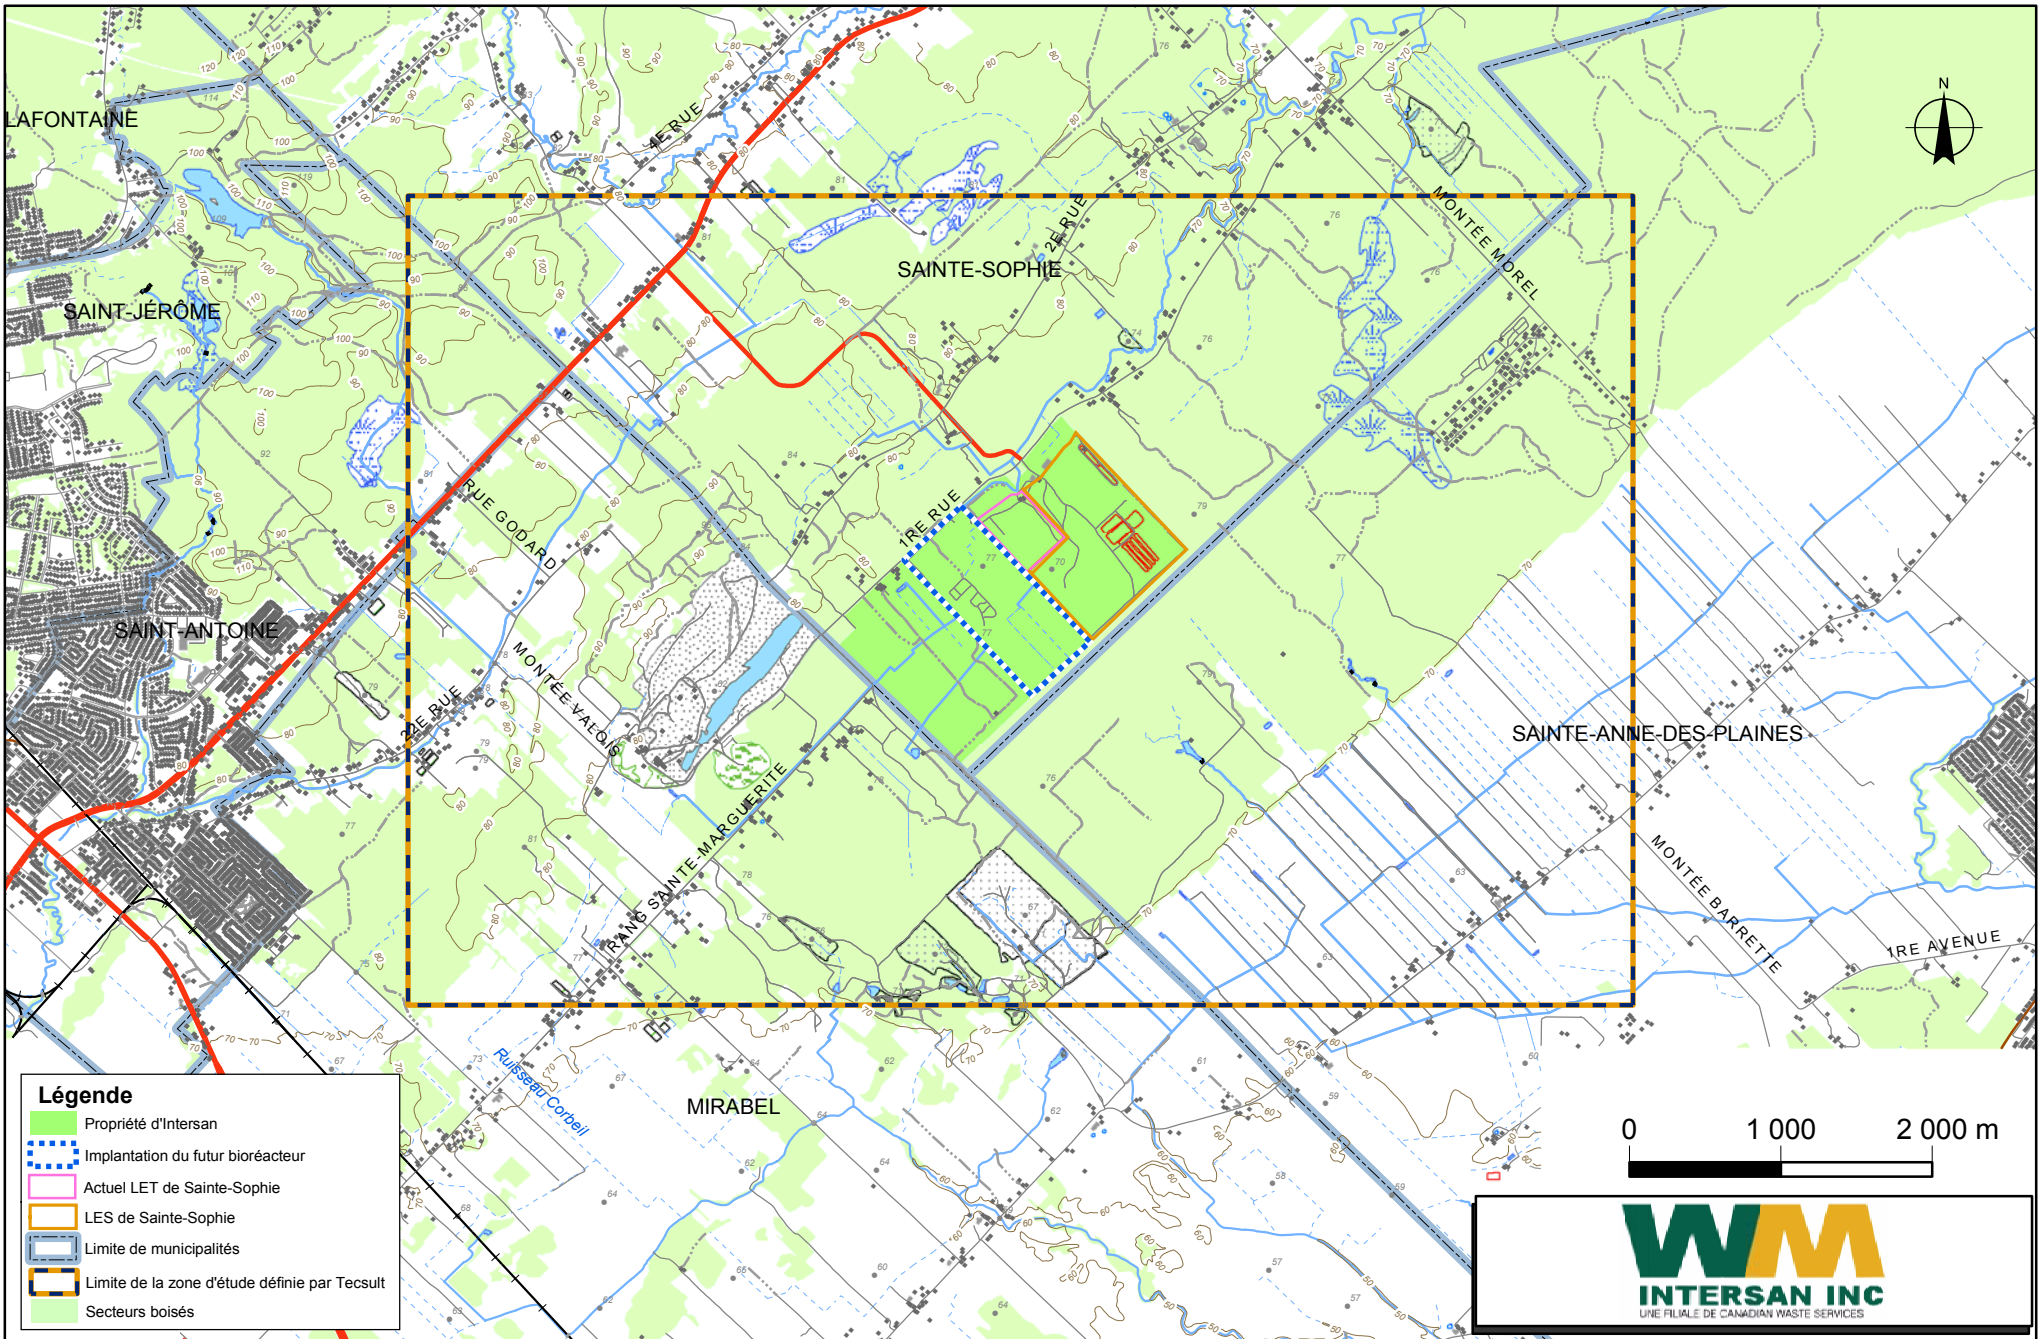 LAFONTAINE
4E RUE
N
MONTÉE MOREL
2E RUE
SAINTE-SOPHIE
SAINT-JÉRÔME
RUE GODARD
1RE RUE
SAINT-ANTOINE
MONTÉE VALOIS
22E RUE
SAINTE-ANNE-DES-PLAINES
RANG SAINTE-MARGUERITE
MONTÉE BARRETTE
1RE AVENUE
Ruisseau Corbeil
MIRABEL
Légende
Propriété d'Intersan
Implantation du futur bioréacteur
Actuel LET de Sainte-Sophie
LES de Sainte-Sophie
Limite de municipalités
Limite de la zone d'étude définie par Tecsult
Secteurs boisés
0 1 000 2 000 m
WM
INTERSAN INC
UNE FILIALE DE CANADIAN WASTE SERVICES